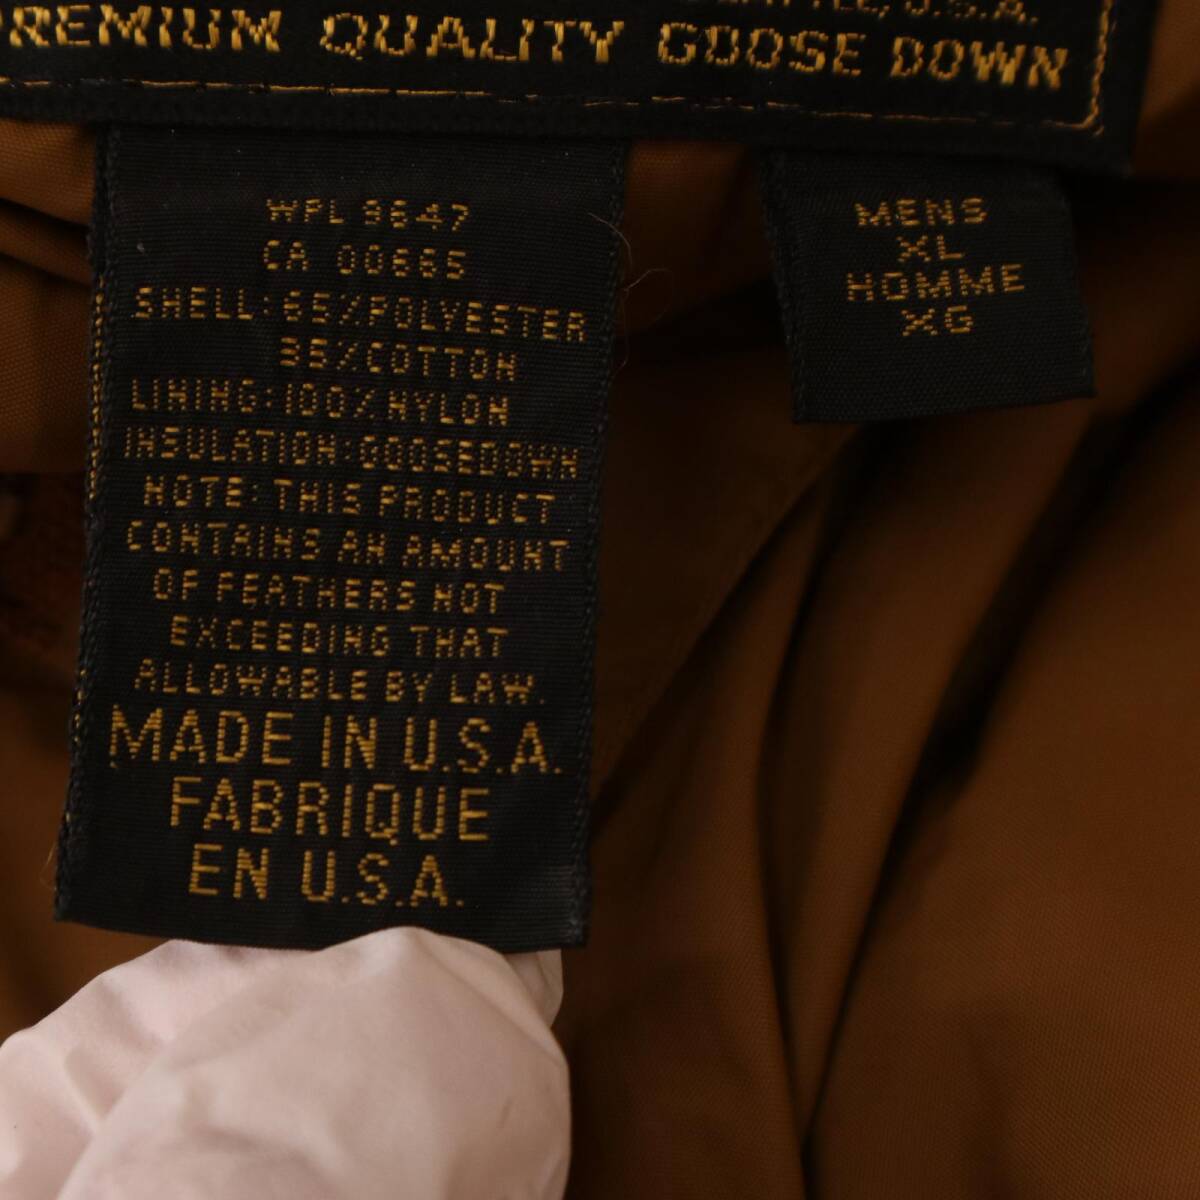 U.S.A.
PREMIUM QUALITY GOOSE DOWN
WPL 9647
CA 00665
SHELL: 65% POLYESTER
35% COTTON
LINING: 100% NYLON
INSULATION: GOOSEDOWN
NOTE: THIS PRODUCT
CONTAINS AN AMOUNT
OF FEATHERS NOT
EXCEEDING THAT
ALLOWABLE BY LAW.
MADE IN U.S.A.
FABRIQUE
EN U.S.A.
MENS
XL
HOMME
XG